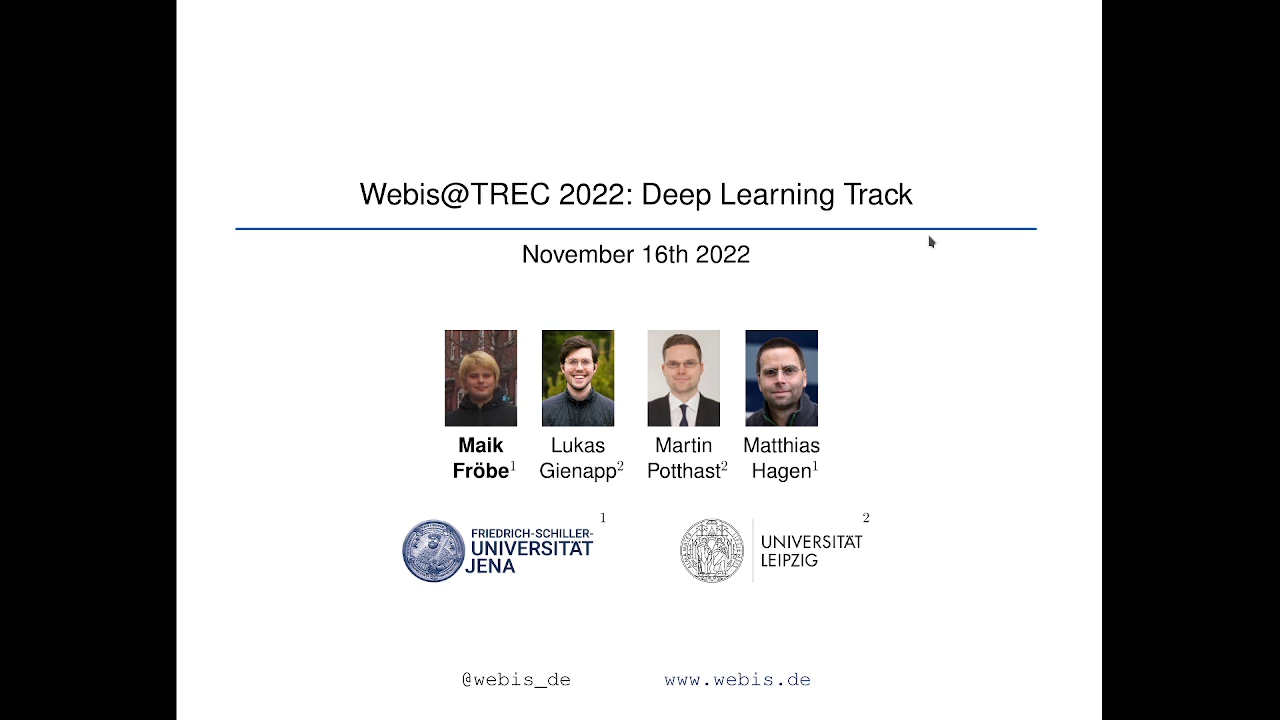 Webis@TREC 2022: Deep Learning Track
November 16th 2022
Maik Fröbe1
Lukas Gienapp2
Martin Potthast2
Matthias Hagen1
1
FRIEDRICH-SCHILLER-
UNIVERSITÄT
JENA
2
UNIVERSITÄT
LEIPZIG
@webis_de
www.webis.de